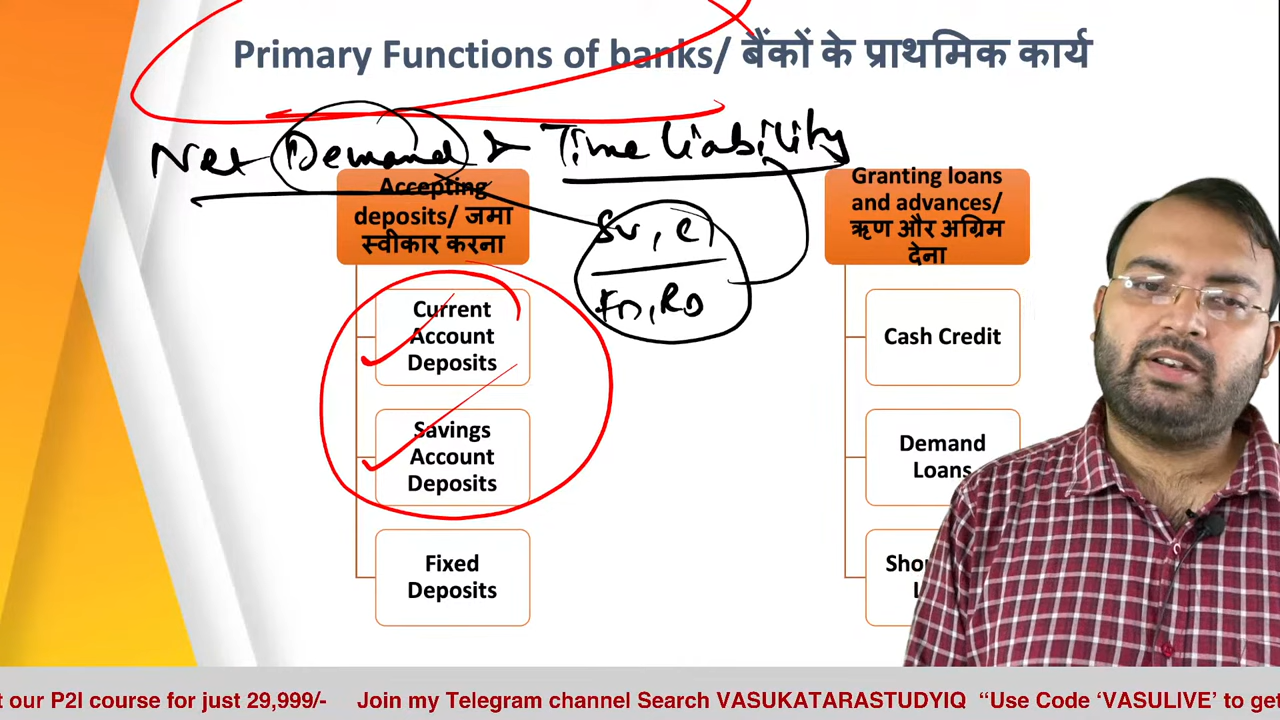 Primary Functions of banks/ बैंकों के प्राथमिक कार्य
Net Demand Time liability
Accepting
deposits/ जमा
स्वीकार करना
Current
Account
Deposits
Savings
Account
Deposits
Fixed
Deposits
FD, RD
Granting loans
and advances/
ऋण और अग्रिम
देना
Cash Credit
Demand
Loans
t our P2I course for just 29,999/- Join my Telegram channel Search VASUKATARASTUDYIQ “Use Code ‘VASULIVE’ to get